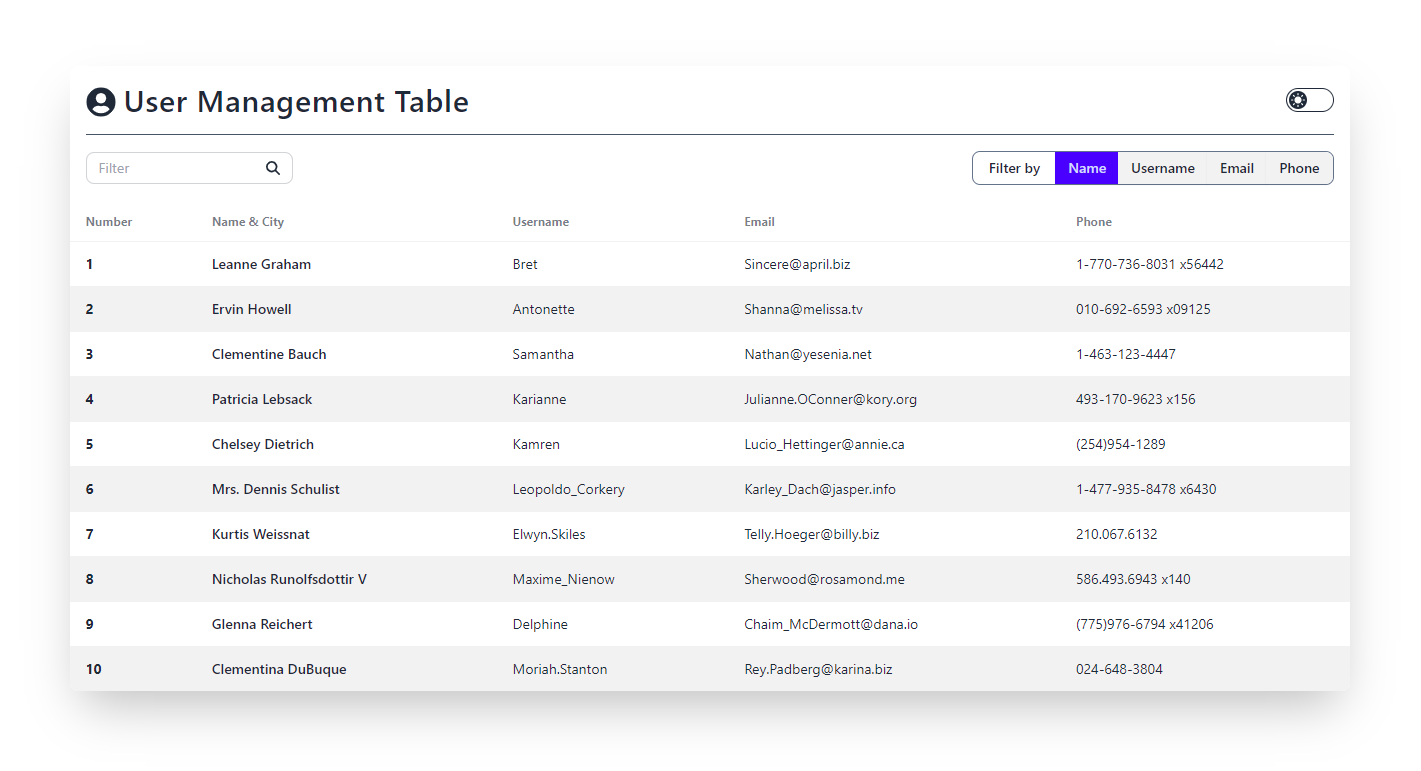 User Management Table
Filter
Filter by Name Username Email Phone
Number Name & City Username Email Phone
1 Leanne Graham Bret Sincere@april.biz 1-770-736-8031 x56442
2 Ervin Howell Antonette Shanna@melissa.tv 010-692-6593 x09125
3 Clementine Bauch Samantha Nathan@yesenia.net 1-463-123-4447
4 Patricia Lebsack Karianne Julianne.OConner@kory.org 493-170-9623 x156
5 Chelsey Dietrich Kamren Lucio_Hettinger@annie.ca (254)954-1289
6 Mrs. Dennis Schulist Leopoldo_Corkery Karley_Dach@jasper.info 1-477-935-8478 x6430
7 Kurtis Weissnat Elwyn.Skiles Telly.Hoeger@billy.biz 210.067.6132
8 Nicholas Runolfsdottir V Maxime_Nienow Sherwood@rosamond.me 586.493.6943 x140
9 Glenna Reichert Delphine Chaim_McDermott@dana.io (775)976-6794 x41206
10 Clementina DuBuque Moriah.Stanton Rey.Padberg@karina.biz 024-648-3804